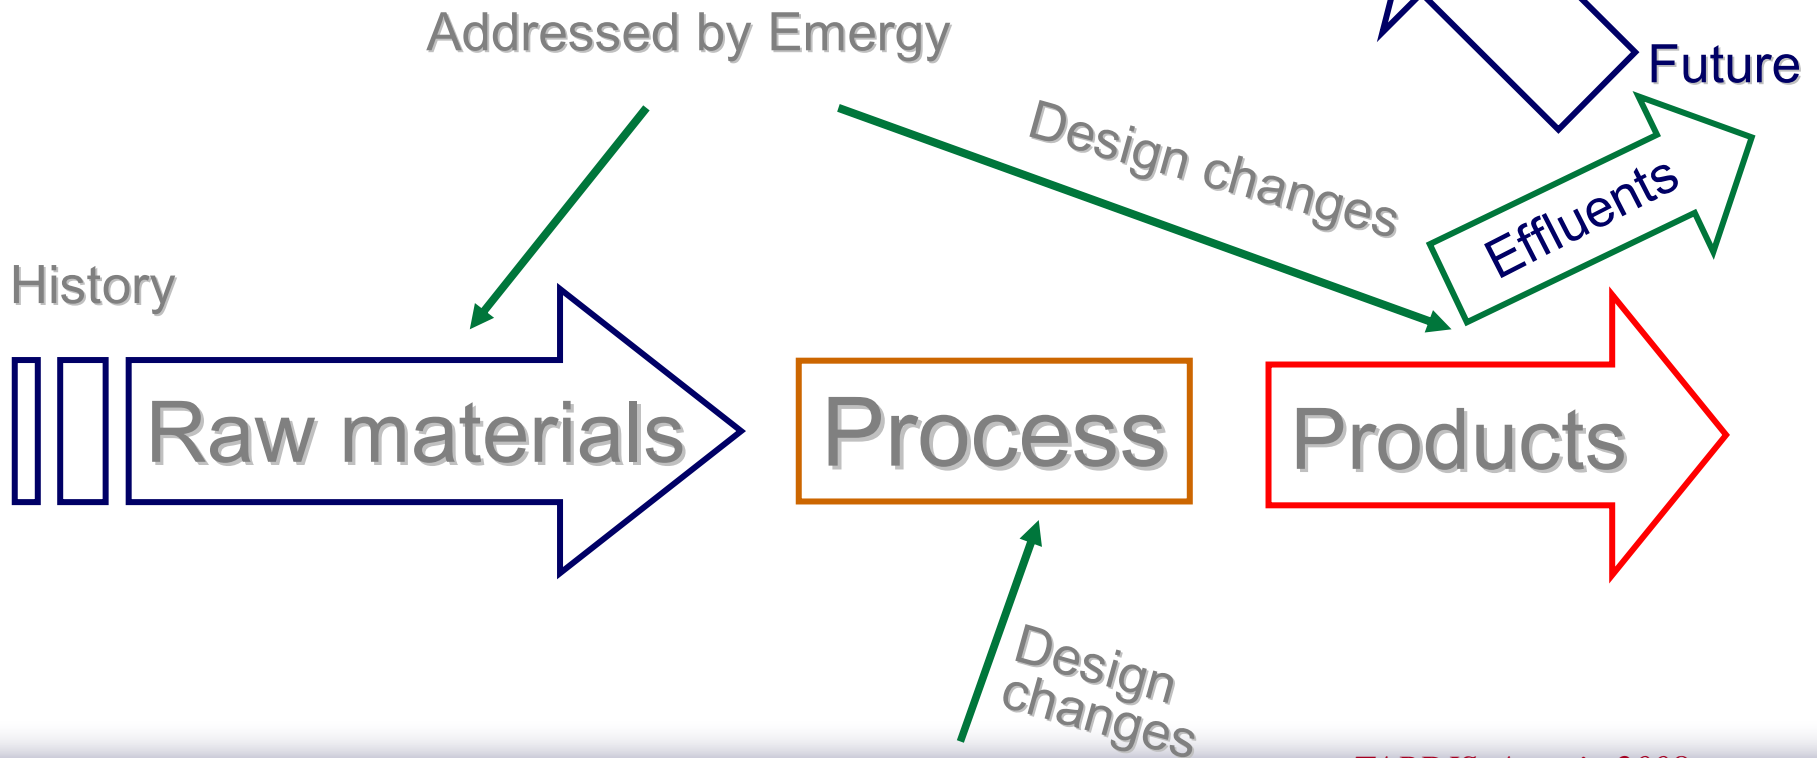 Addressed by Emergy
Future
Design changes
Effluents
History
Raw materials
Process
Products
Design
changes